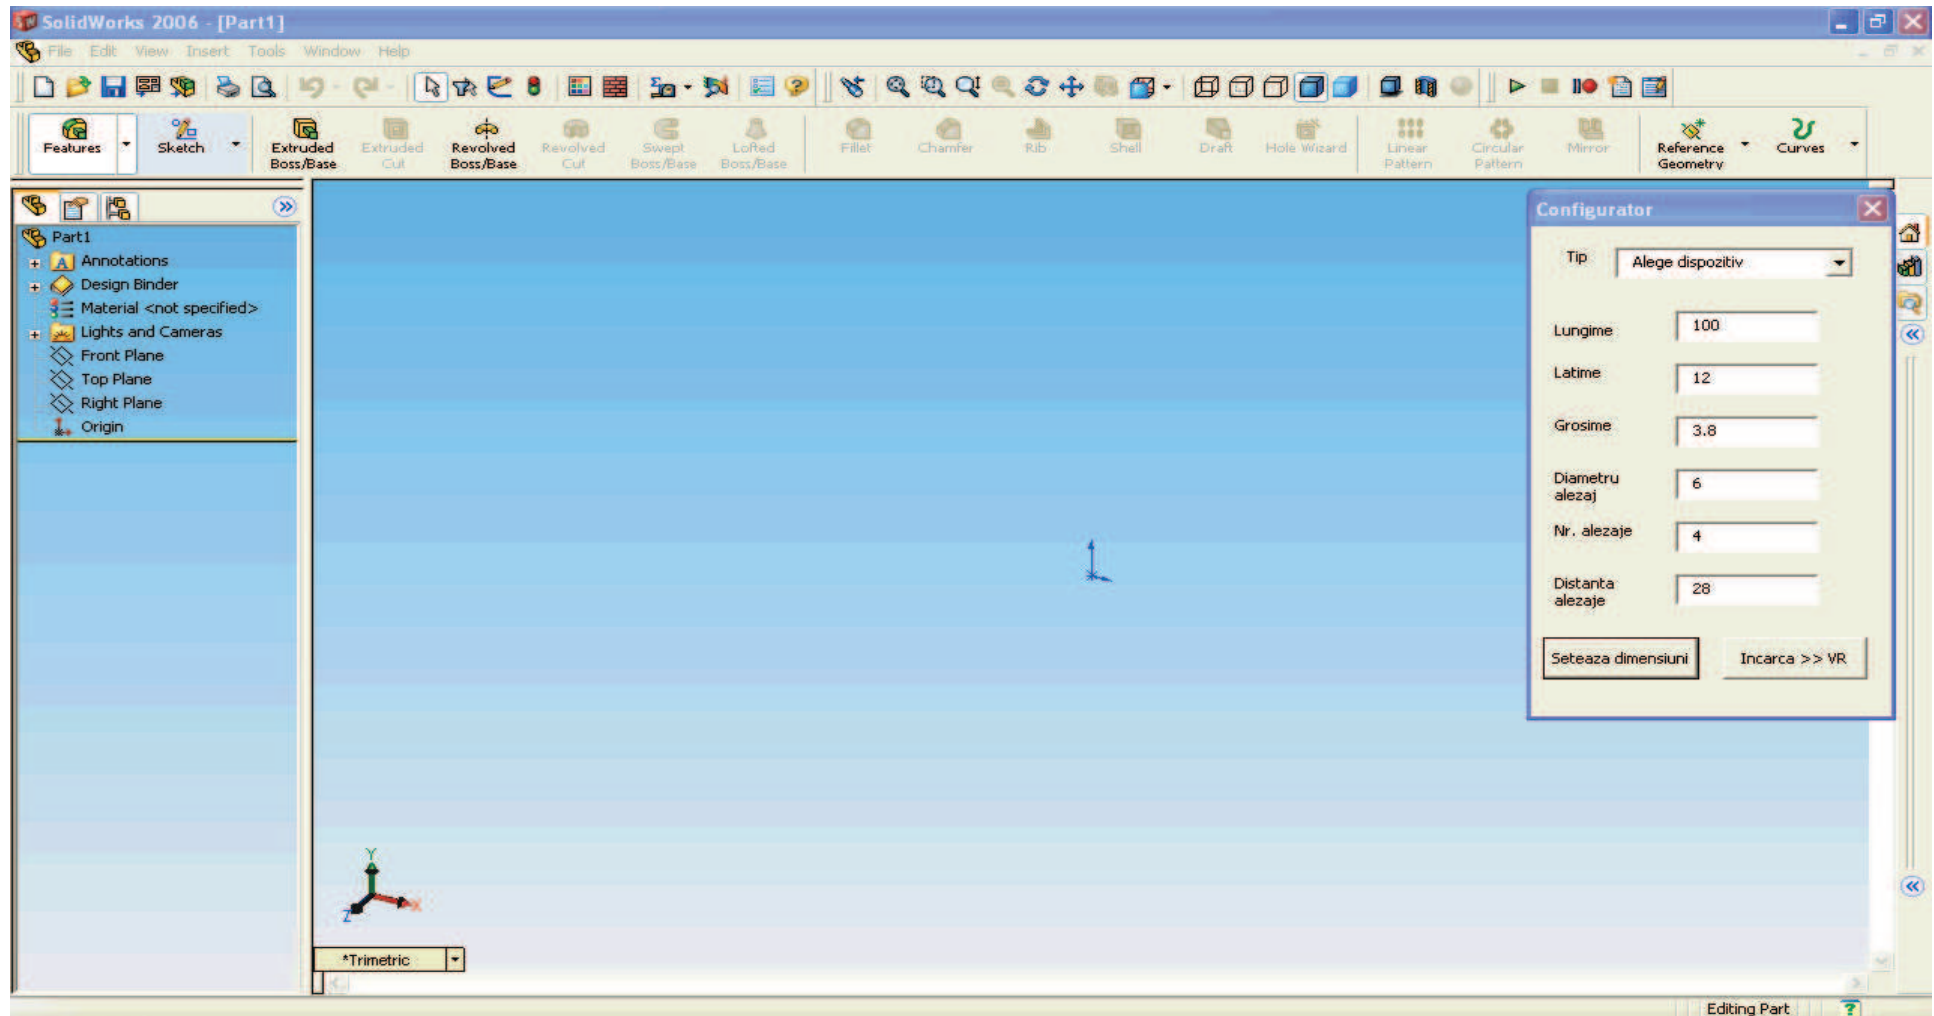 SolidWorks 2006 - [Part1]
File Edit View Insert Tools Window Help
Features
Sketch
Extruded Boss/Base
Extruded Cut
Revolved Boss/Base
Revolved Cut
Swept Boss/Base
Lofted Boss/Base
Fillet
Chamfer
Rib
Shell
Draft
Hole Wizard
Linear Pattern
Circular Pattern
Mirror
Reference Geometry
Curves
Part1
Annotations
Design Binder
Material <not specified>
Lights and Cameras
Front Plane
Top Plane
Right Plane
Origin
Y
X
Z
*Trimetric
Configurator
Tip Alege dispozitiv
Lungime 100
Latime 12
Grosime 3.8
Diametru
alezaj 6
Nr. alezaje 4
Distanta
alezaje 28
Seteaza dimensiuni Incarca >> VR
Editing Part